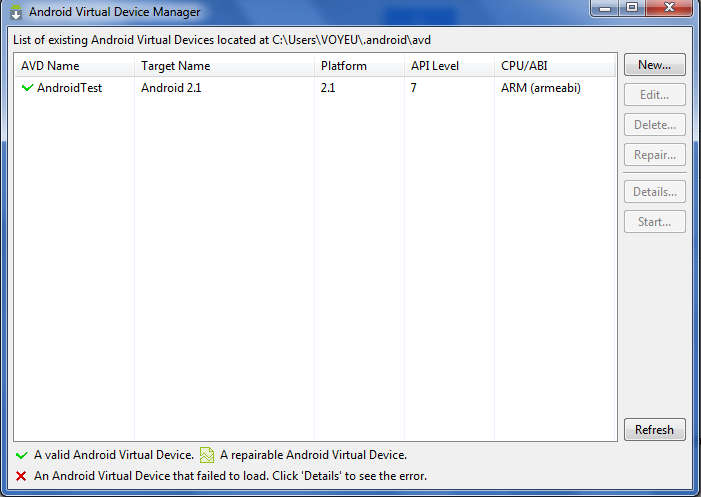 Android Virtual Device Manager
List of existing Android Virtual Devices located at C:\Users\VOYEU\.android\avd
AVD Name Target Name Platform API Level CPU/ABI
AndroidTest Android 2.1 2.1 7 ARM (armeabi)
New...
Edit...
Delete...
Repair...
Details...
Start...
Refresh
A valid Android Virtual Device. A repairable Android Virtual Device.
An Android Virtual Device that failed to load. Click 'Details' to see the error.